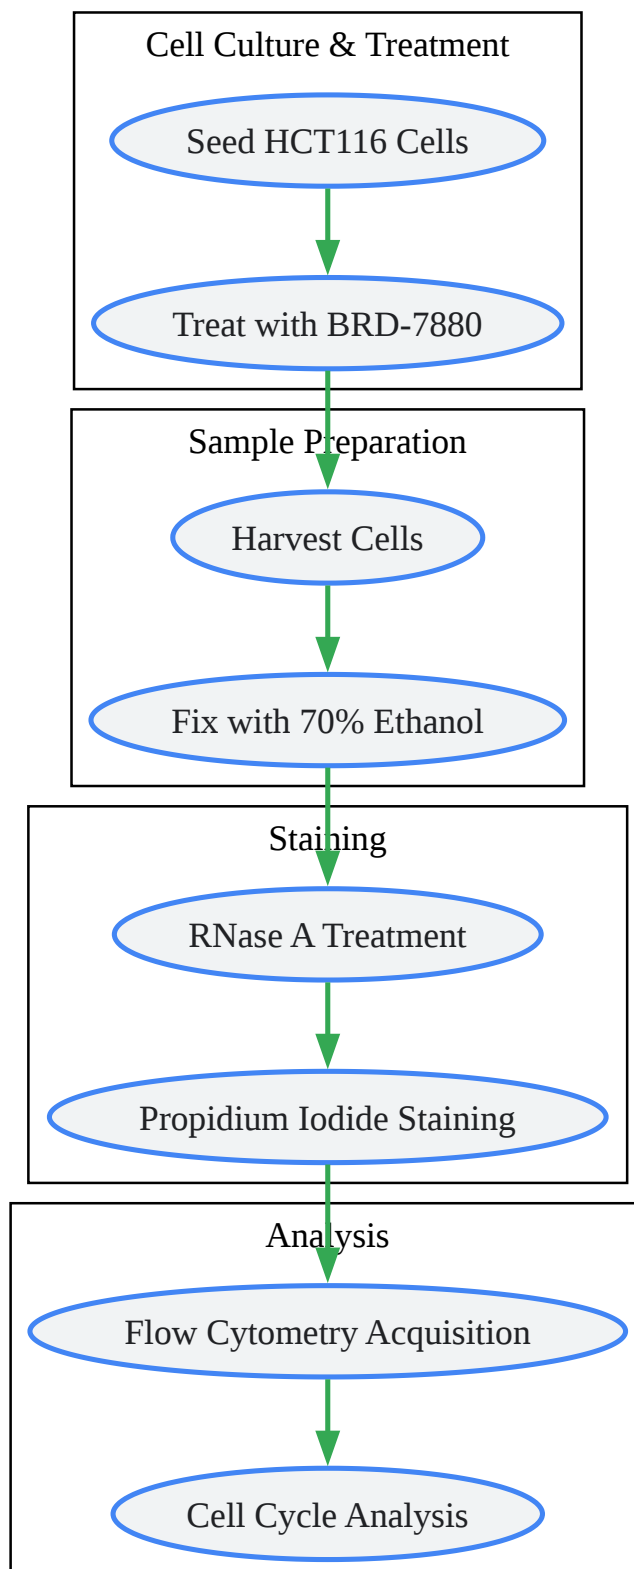 Cell Culture & Treatment
Seed HCT116 Cells
Treat with BRD-7880
Sample Preparation
Harvest Cells
Fix with 70% Ethanol
Staining
RNase A Treatment
Propidium Iodide Staining
Analysis
Flow Cytometry Acquisition
Cell Cycle Analysis